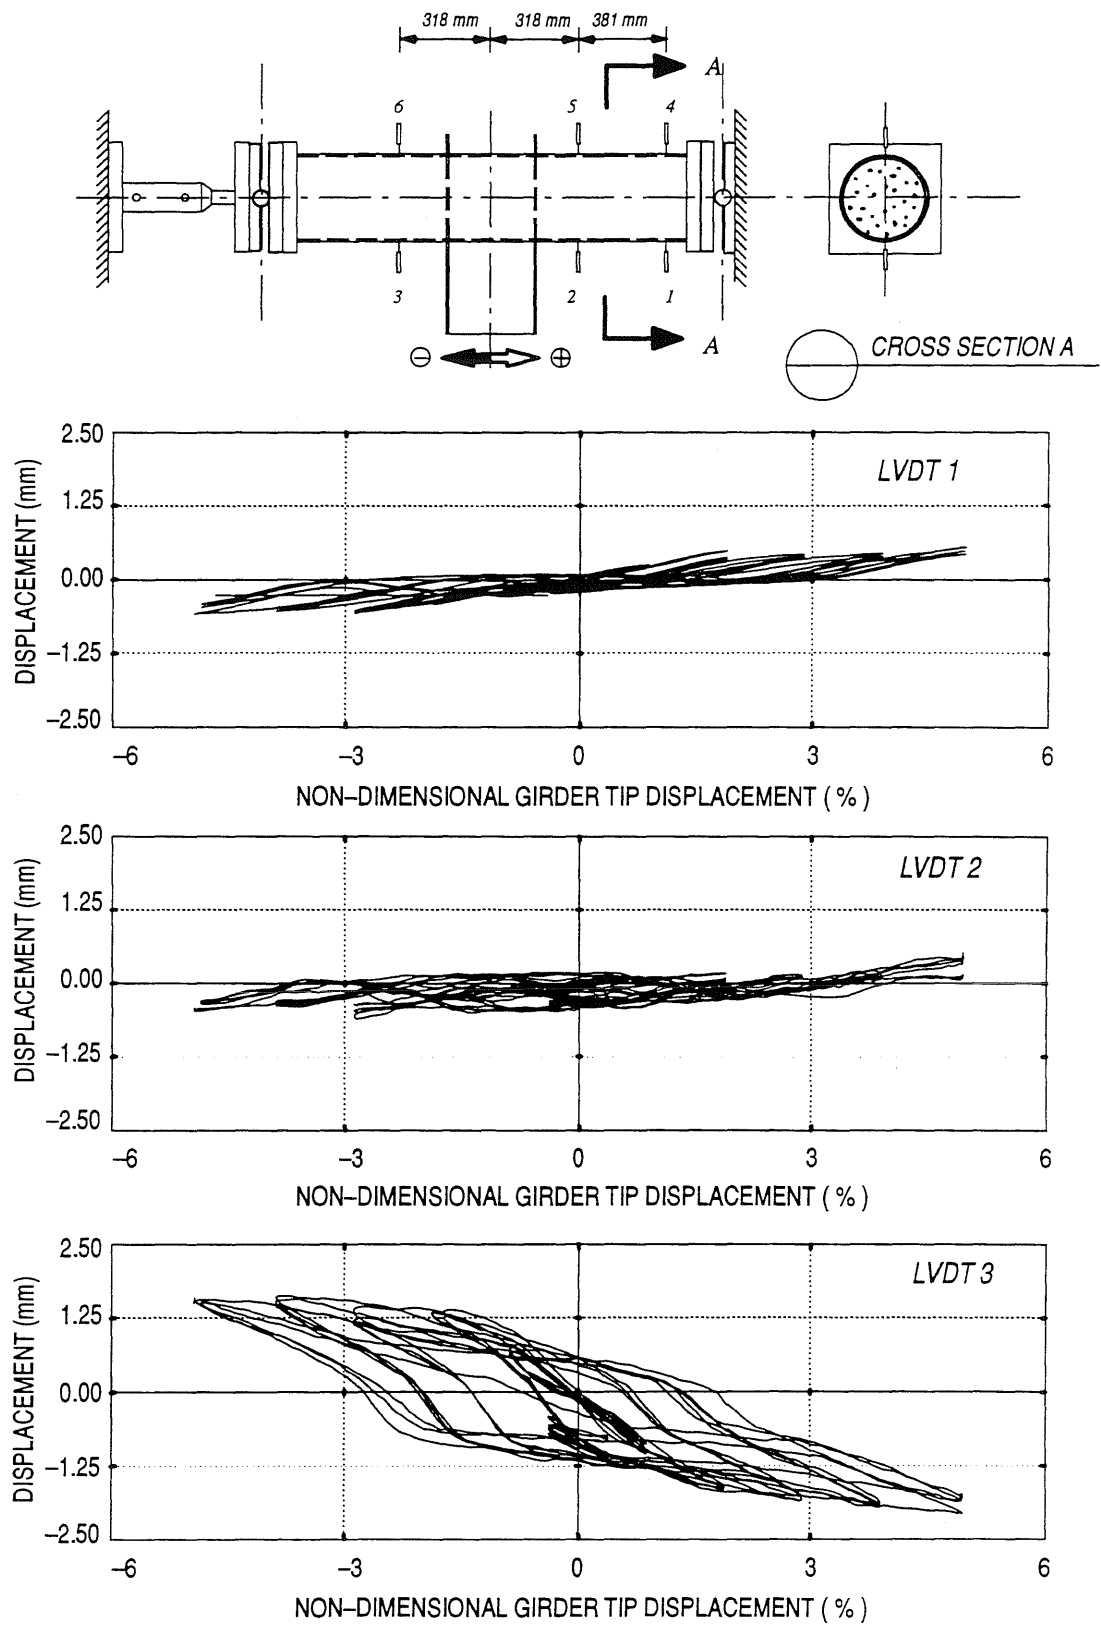 318 mm 318 mm 381 mm
A
6 5 4
3 2 1
A
⊖ ⊕
CROSS SECTION A
2.50
1.25
0.00
−1.25
−2.50
DISPLACEMENT (mm)
LVDT 1
−6 −3 0 3 6
NON−DIMENSIONAL GIRDER TIP DISPLACEMENT ( % )
2.50
1.25
0.00
−1.25
−2.50
DISPLACEMENT (mm)
LVDT 2
−6 −3 0 3 6
NON−DIMENSIONAL GIRDER TIP DISPLACEMENT ( % )
2.50
1.25
0.00
−1.25
−2.50
DISPLACEMENT (mm)
LVDT 3
−6 −3 0 3 6
NON−DIMENSIONAL GIRDER TIP DISPLACEMENT ( % )